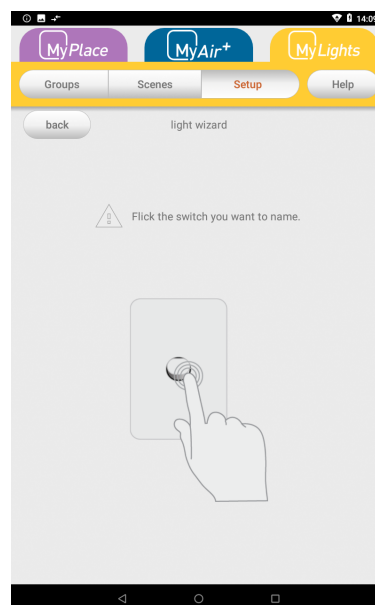 14:09
MyPlace
MyAir+
MyLights
Groups
Scenes
Setup
Help
back
light wizard
Flick the switch you want to name.